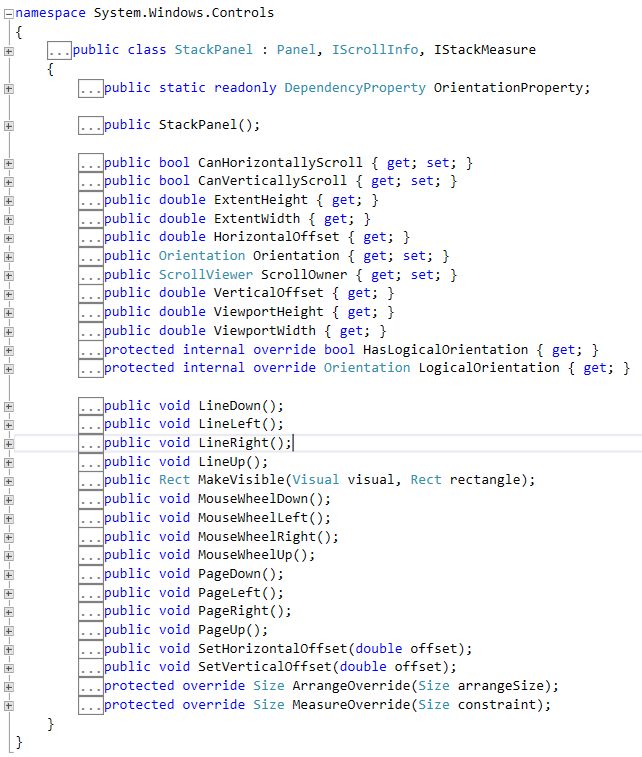 namespace System.Windows.Controls
{
...public class StackPanel : Panel, IScrollInfo, IStackMeasure
{
...public static readonly DependencyProperty OrientationProperty;
...public StackPanel();
...public bool CanHorizontallyScroll { get; set; }
...public bool CanVerticallyScroll { get; set; }
...public double ExtentHeight { get; }
...public double ExtentWidth { get; }
...public double HorizontalOffset { get; }
...public Orientation Orientation { get; set; }
...public ScrollViewer ScrollOwner { get; set; }
...public double VerticalOffset { get; }
...public double ViewportHeight { get; }
...public double ViewportWidth { get; }
...protected internal override bool HasLogicalOrientation { get; }
...protected internal override Orientation LogicalOrientation { get; }
...public void LineDown();
...public void LineLeft();
...public void LineRight();
...public void LineUp();
...public Rect MakeVisible(Visual visual, Rect rectangle);
...public void MouseWheelDown();
...public void MouseWheelLeft();
...public void MouseWheelRight();
...public void MouseWheelUp();
...public void PageDown();
...public void PageLeft();
...public void PageRight();
...public void PageUp();
...public void SetHorizontalOffset(double offset);
...public void SetVerticalOffset(double offset);
...protected override Size ArrangeOverride(Size arrangeSize);
...protected override Size MeasureOverride(Size constraint);
}
}